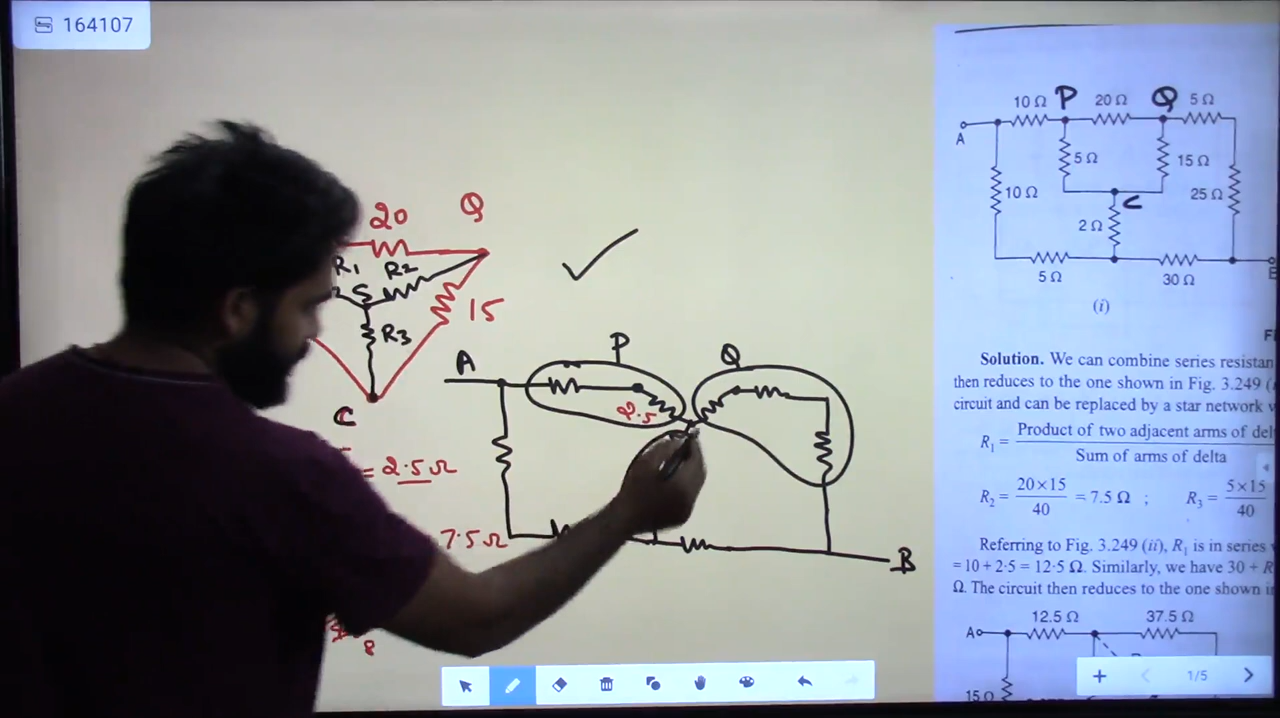 164107
10 Ω P 20 Ω Q 5 Ω
A
5 Ω 15 Ω
10 Ω 25 Ω
C
2 Ω
5 Ω 30 Ω
B
(i)
20 Q
R1 R2
15
R3
C
= 2.5 Ω
7.5 Ω
8
A P Q
2.5
B
Solution. We can combine series resistan
then reduces to the one shown in Fig. 3.249 (
circuit and can be replaced by a star network
R1 = Product of two adjacent arms of del
Sum of arms of delta
R2 = 20×15 / 40 = 7.5 Ω ; R3 = 5×15 / 40
Referring to Fig. 3.249 (ii), R1 is in series
= 10 + 2·5 = 12·5 Ω. Similarly, we have 30 + R
Ω. The circuit then reduces to the one shown i
12.5 Ω 37.5 Ω
A
15 Ω
1/5